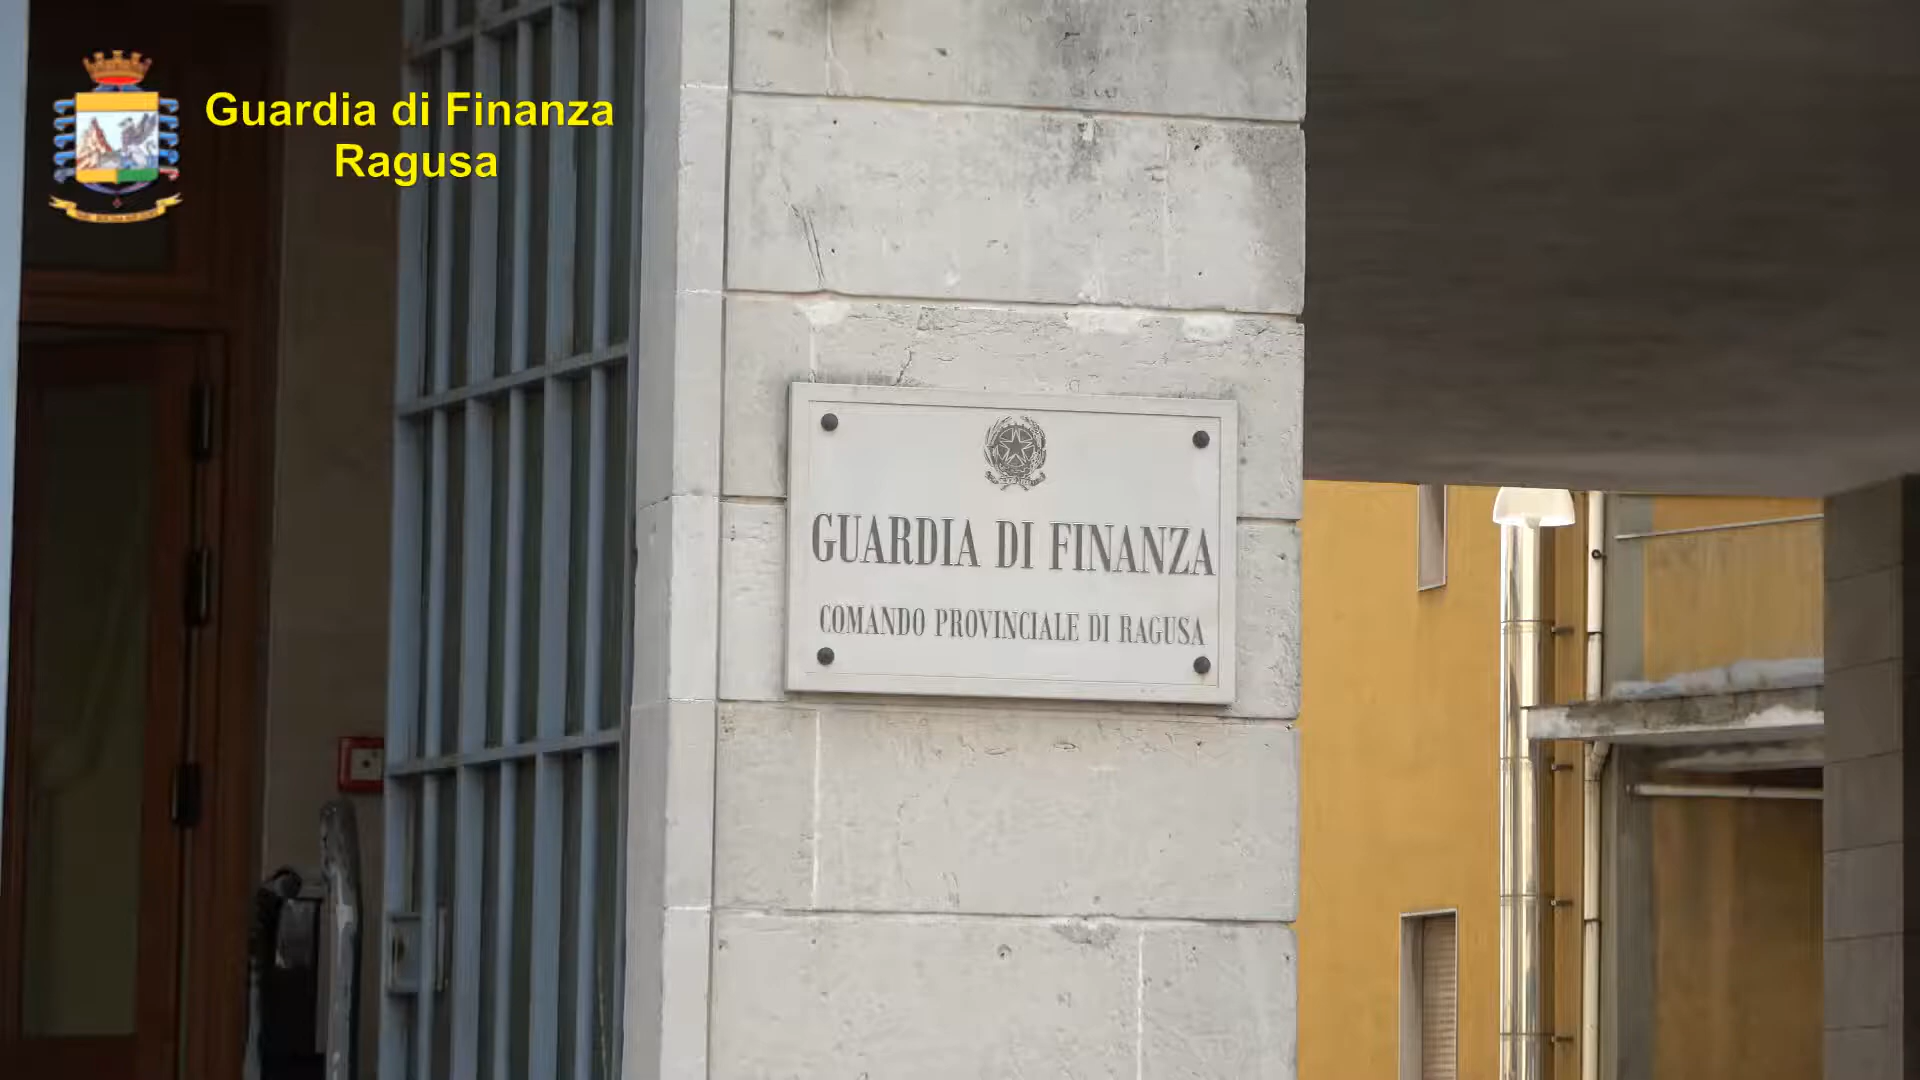 Guardia di Finanza
Ragusa
GUARDIA DI FINANZA
COMANDO PROVINCIALE DI RAGUSA